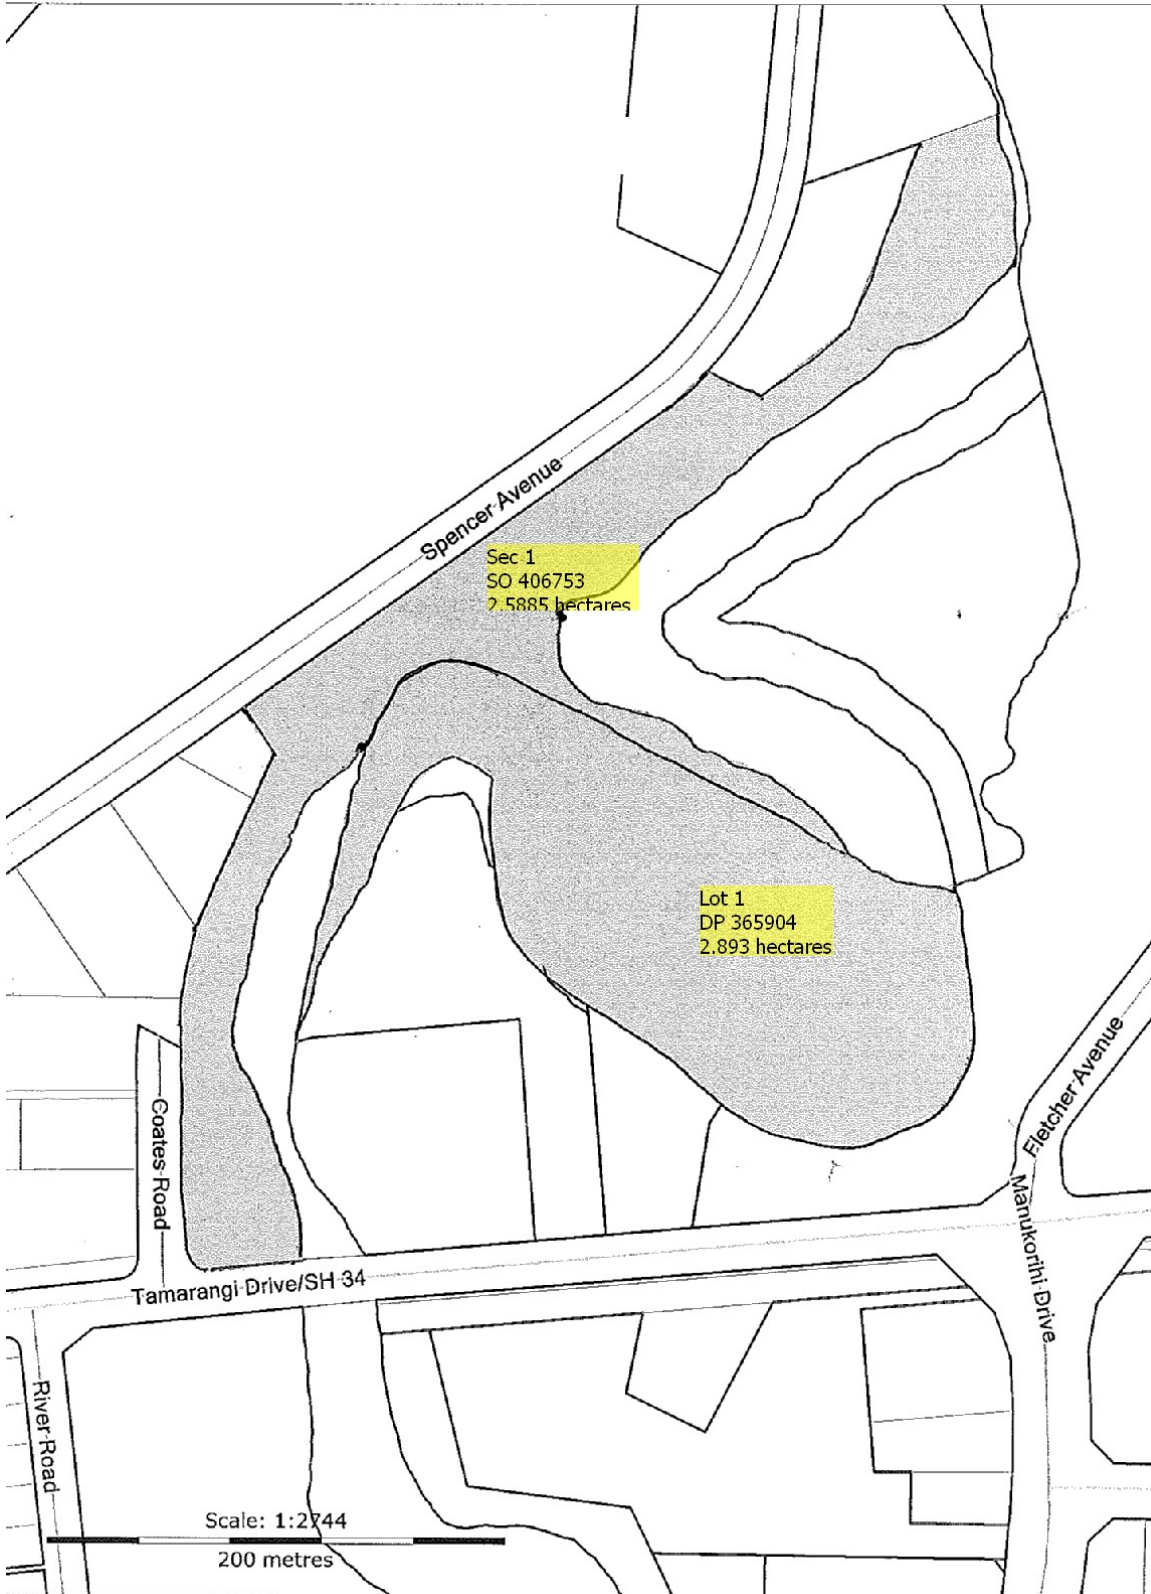 Spencer Avenue
Sec 1
SO 406753
2.5885 hectares
Lot 1
DP 365904
2.893 hectares
Fletcher Avenue
Coates Road
Manukorihi Drive
Tamarangi Drive/SH 34
River Road
Scale: 1:2744
200 metres